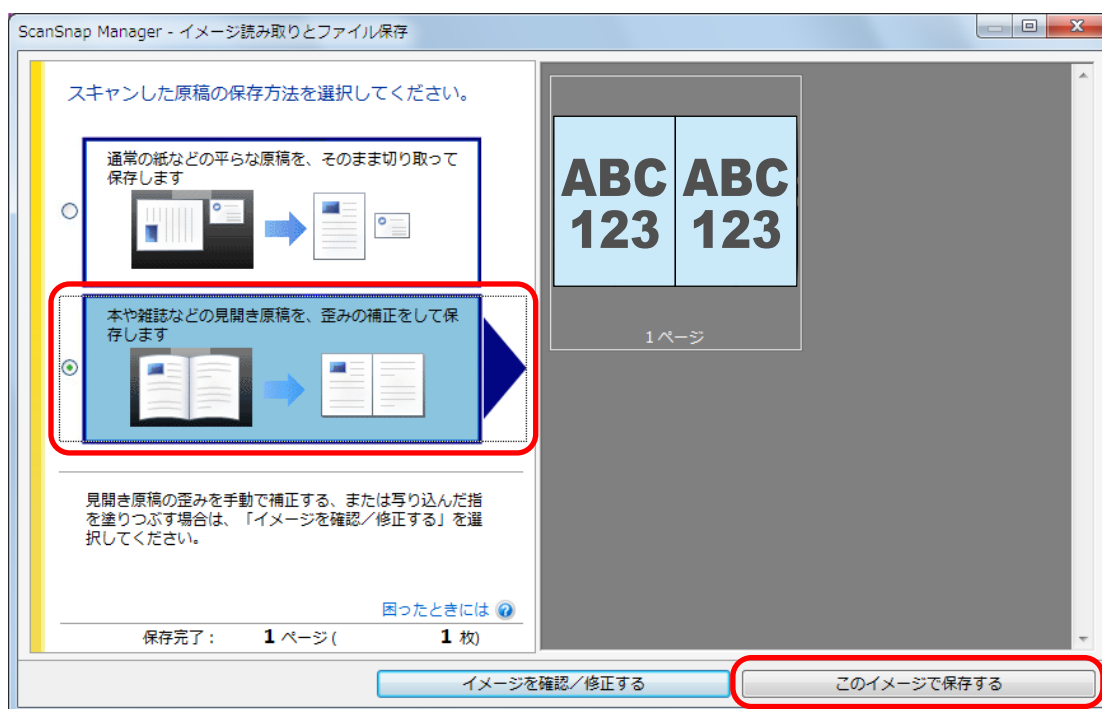 ScanSnap Manager - イメージ読み取りとファイル保存
スキャンした原稿の保存方法を選択してください。
通常の紙などの平らな原稿を、そのまま切り取って
保存します
本や雑誌などの見開き原稿を、歪みの補正をして保
存します
見開き原稿の歪みを手動で補正する、または写り込んだ指
を塗りつぶす場合は、「イメージを確認／修正する」を選
択してください。
困ったときには ?
保存完了： 1 ページ( 1 枚)
ABC ABC
123 123
1ページ
イメージを確認／修正する
このイメージで保存する